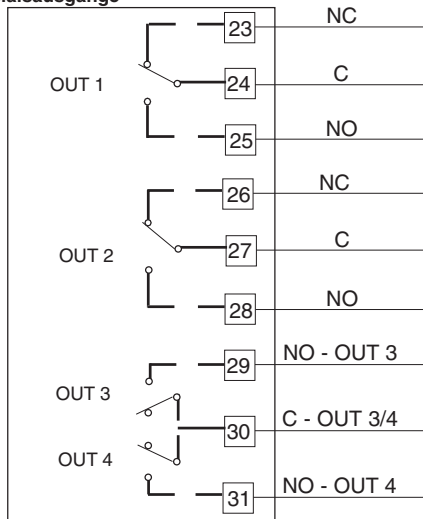 23 NC
OUT 1 24 C
25 NO
26 NC
OUT 2 27 C
28 NO
29 NO - OUT 3
OUT 3
30 C - OUT 3/4
OUT 4
31 NO - OUT 4